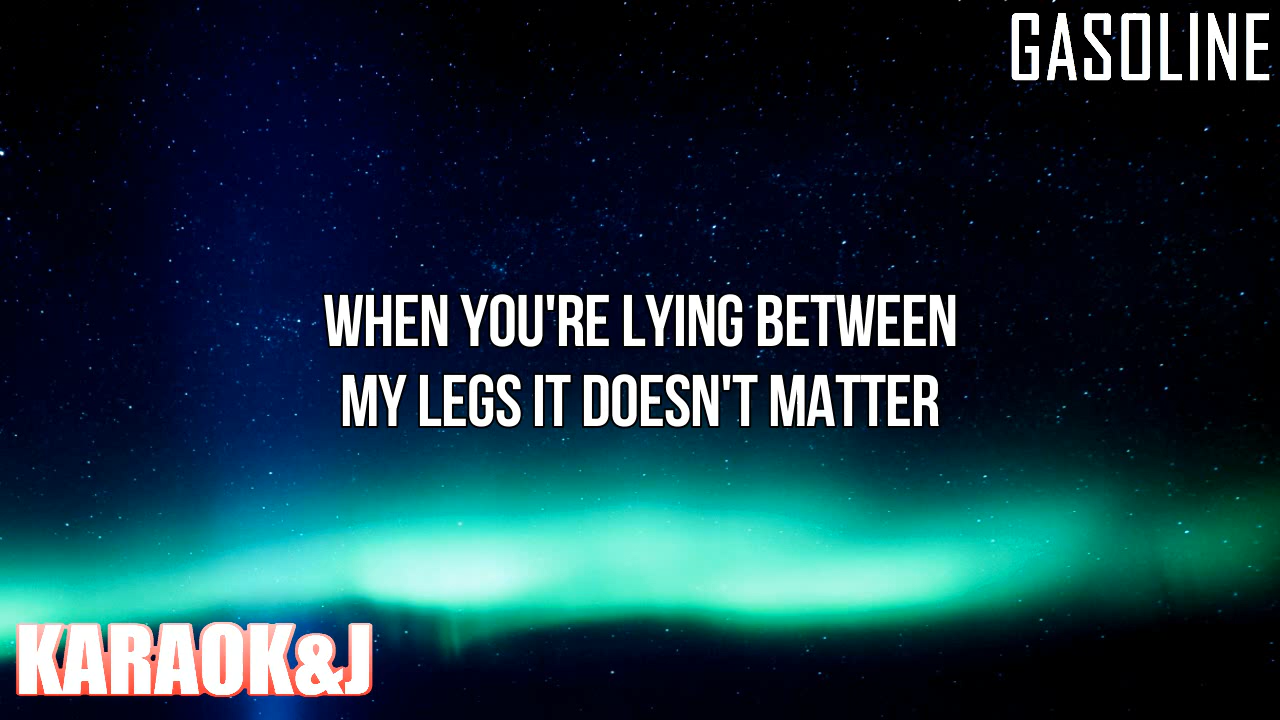 GASOLINE
WHEN YOU'RE LYING BETWEEN
MY LEGS IT DOESN'T MATTER
KARAOK&J